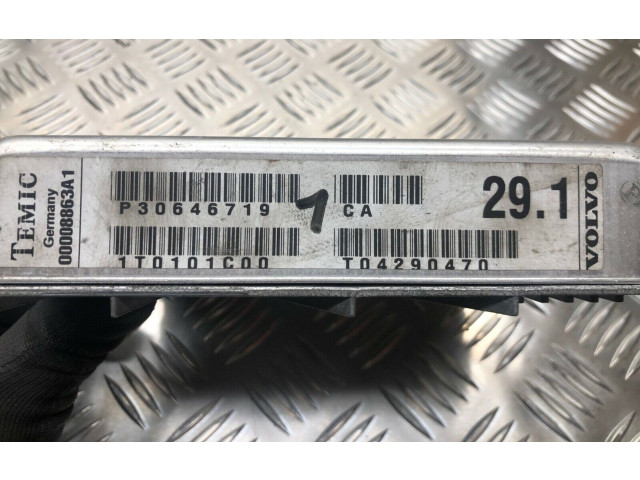 TEMIC
Germany
00008863A1
P30646719
1
CA
29.1
VOLVO
1T0101C00
T04290470